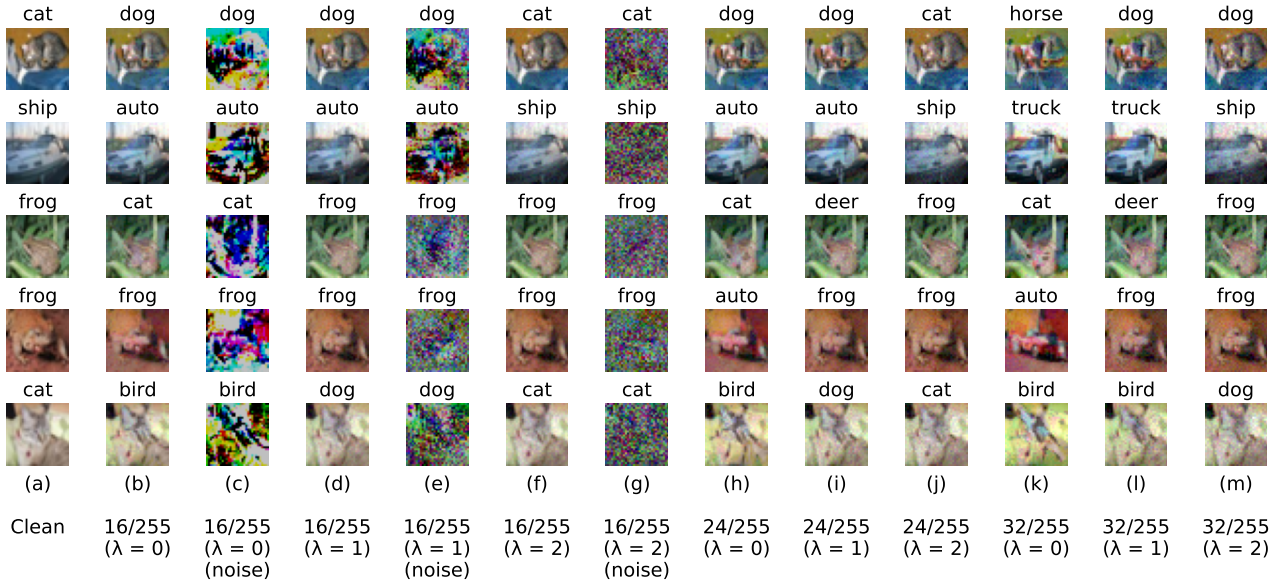 cat dog dog dog dog cat cat dog dog cat horse dog dog
ship auto auto auto auto ship ship auto auto ship truck truck ship
frog cat cat frog frog frog frog cat deer frog cat deer frog
frog frog frog frog frog frog frog auto frog frog auto frog frog
cat bird bird dog dog cat cat bird dog cat bird bird dog
(a) (b) (c) (d) (e) (f) (g) (h) (i) (j) (k) (l) (m)
Clean 16/255 16/255 16/255 16/255 16/255 16/255 24/255 24/255 24/255 32/255 32/255 32/255
(λ = 0) (λ = 0) (λ = 1) (λ = 1) (λ = 2) (λ = 2) (λ = 0) (λ = 1) (λ = 2) (λ = 0) (λ = 1) (λ = 2)
(noise) (noise) (noise)